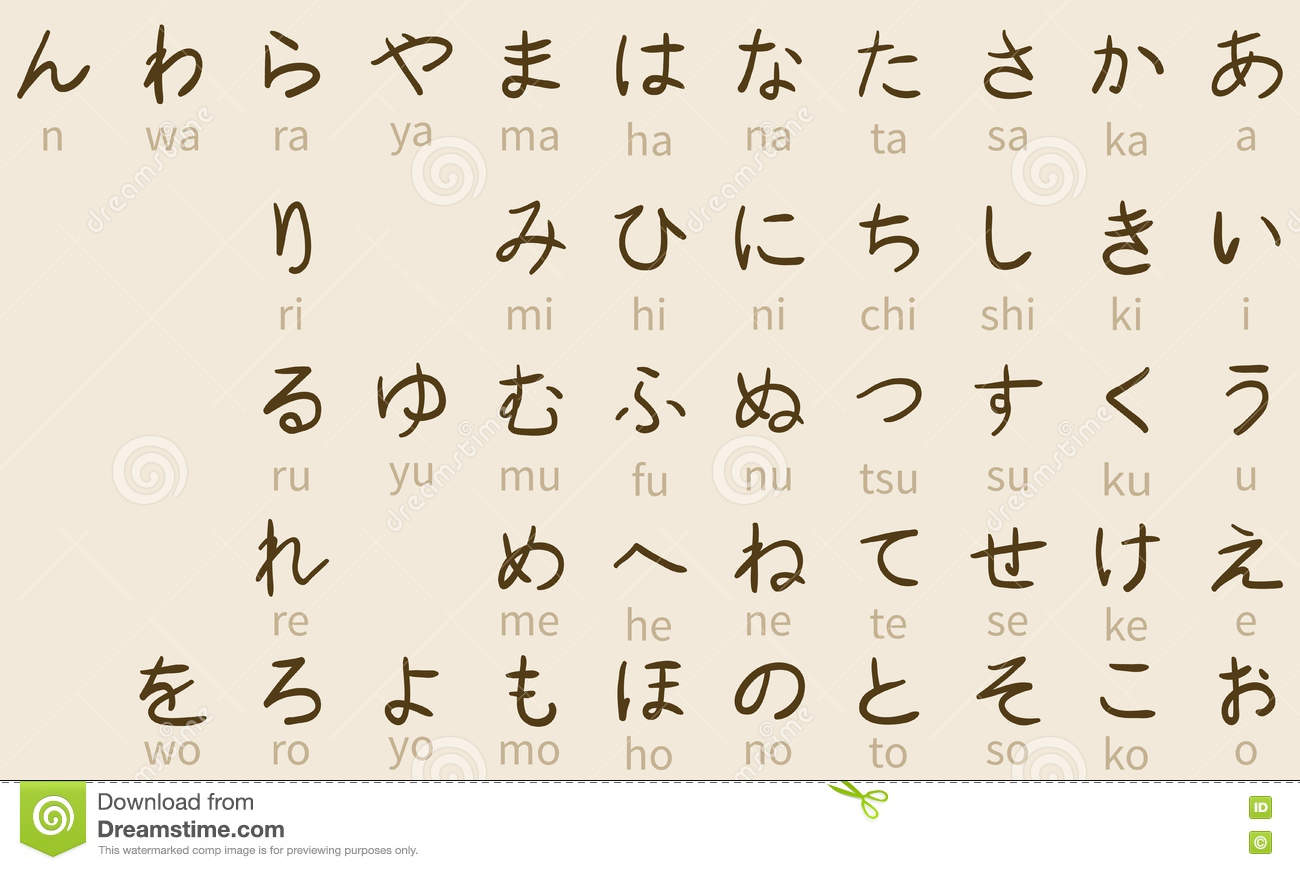 ん わ ら や ま は な た さ か あ
n wa ra ya ma ha na ta sa ka a
り み ひ に ち し き い
ri mi hi ni chi shi ki i
る ゆ む ふ ぬ つ す く う
ru yu mu fu nu tsu su ku u
れ め へ ね て せ け え
re me he ne te se ke e
を ろ よ も ほ の と そ こ お
wo ro yo mo ho no to so ko o
Download from
Dreamstime.com
This watermarked comp image is for previewing purposes only.
ID
©
dreamstime
dreamstime
dreamstime
dreamstime